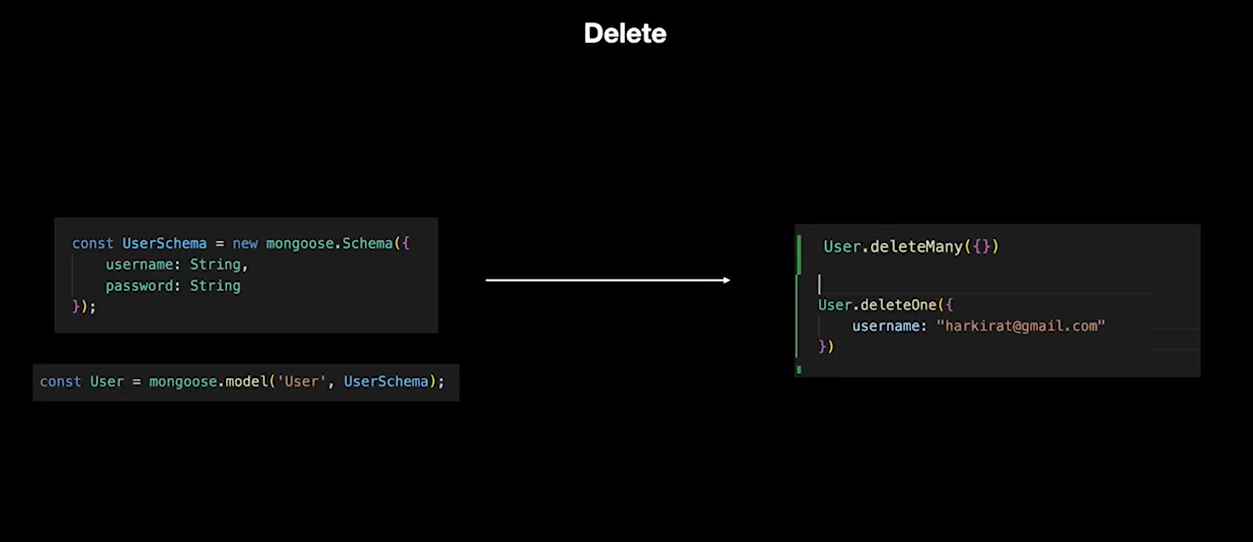 Delete
const UserSchema = new mongoose.Schema({
    username: String,
    password: String
});
const User = mongoose.model('User', UserSchema);
User.deleteMany({})
User.deleteOne({
    username: "harkirat@gmail.com"
})